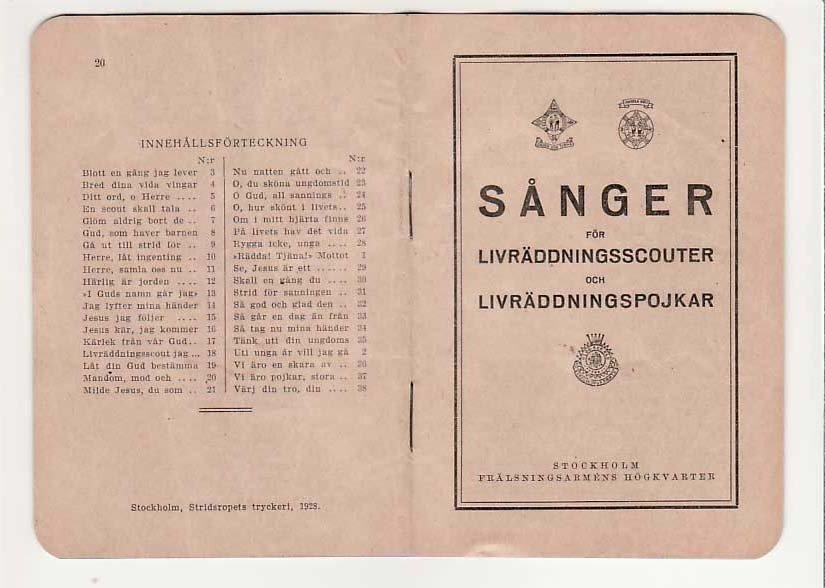 20
INNEHÅLLSFÖRTECKNING
N:r
Blott en gång jag lever 3
Bred dina vida vingar 4
Ditt ord, o Herre .... 5
En scout skall tala .. 6
Glöm aldrig bort de .. 7
Gud, som haver barnen 8
Gå ut till strid för .. 9
Herre, låt ingenting .. 10
Herre, samla oss nu .. 11
Härlig är jorden .... 12
»I Guds namn går jag» 13
Jag lyfter mina händer 14
Jesus jag följer .... 15
Jesus kär, jag kommer 16
Kärlek från vår Gud.. 17
Livräddningsscout jag ... 18
Låt din Gud bestämma 19
Mandom, mod och .... 20
Milde Jesus, du som .. 21
N:r
Nu natten gått och .. 22
O, du sköna ungdomstid 23
O Gud, all sannings .. 24
O, hur skönt i livets.. 25
Om i mitt hjärta finns 26
På livets hav det vida 27
Rygga icke, unga .... 28
»Rädda! Tjäna!» Mottot 1
Se, Jesus är ett ...... 29
Skall en gång du .... 30
Strid för sanningen .. 31
Så god och glad den .. 32
Så går en dag än från 33
Så tag nu mina händer 34
Tänk uti din ungdoms 35
Uti unga år vill jag gå 2
Vi äro en skara av .. 36
Vi äro pojkar, stora .. 37
Värj din tro, din .... 38
Stockholm, Stridsropets tryckeri, 1928.
SÅNGER
FÖR
LIVRÄDDNINGSSCOUTER
OCH
LIVRÄDDNINGSPOJKAR
STOCKHOLM
FRÄLSNINGSARMÉNS HÖGKVARTER